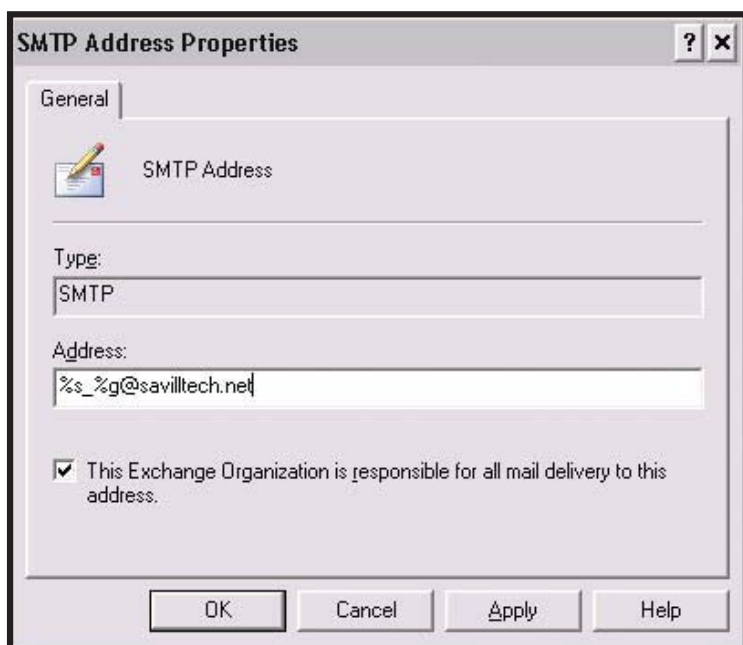 SMTP Address Properties
?
General
SMTP Address
Type:
SMTP
Address:
%s_%g@savilltech.net
This Exchange Organization is responsible for all mail delivery to this
address.
OK Cancel Apply Help